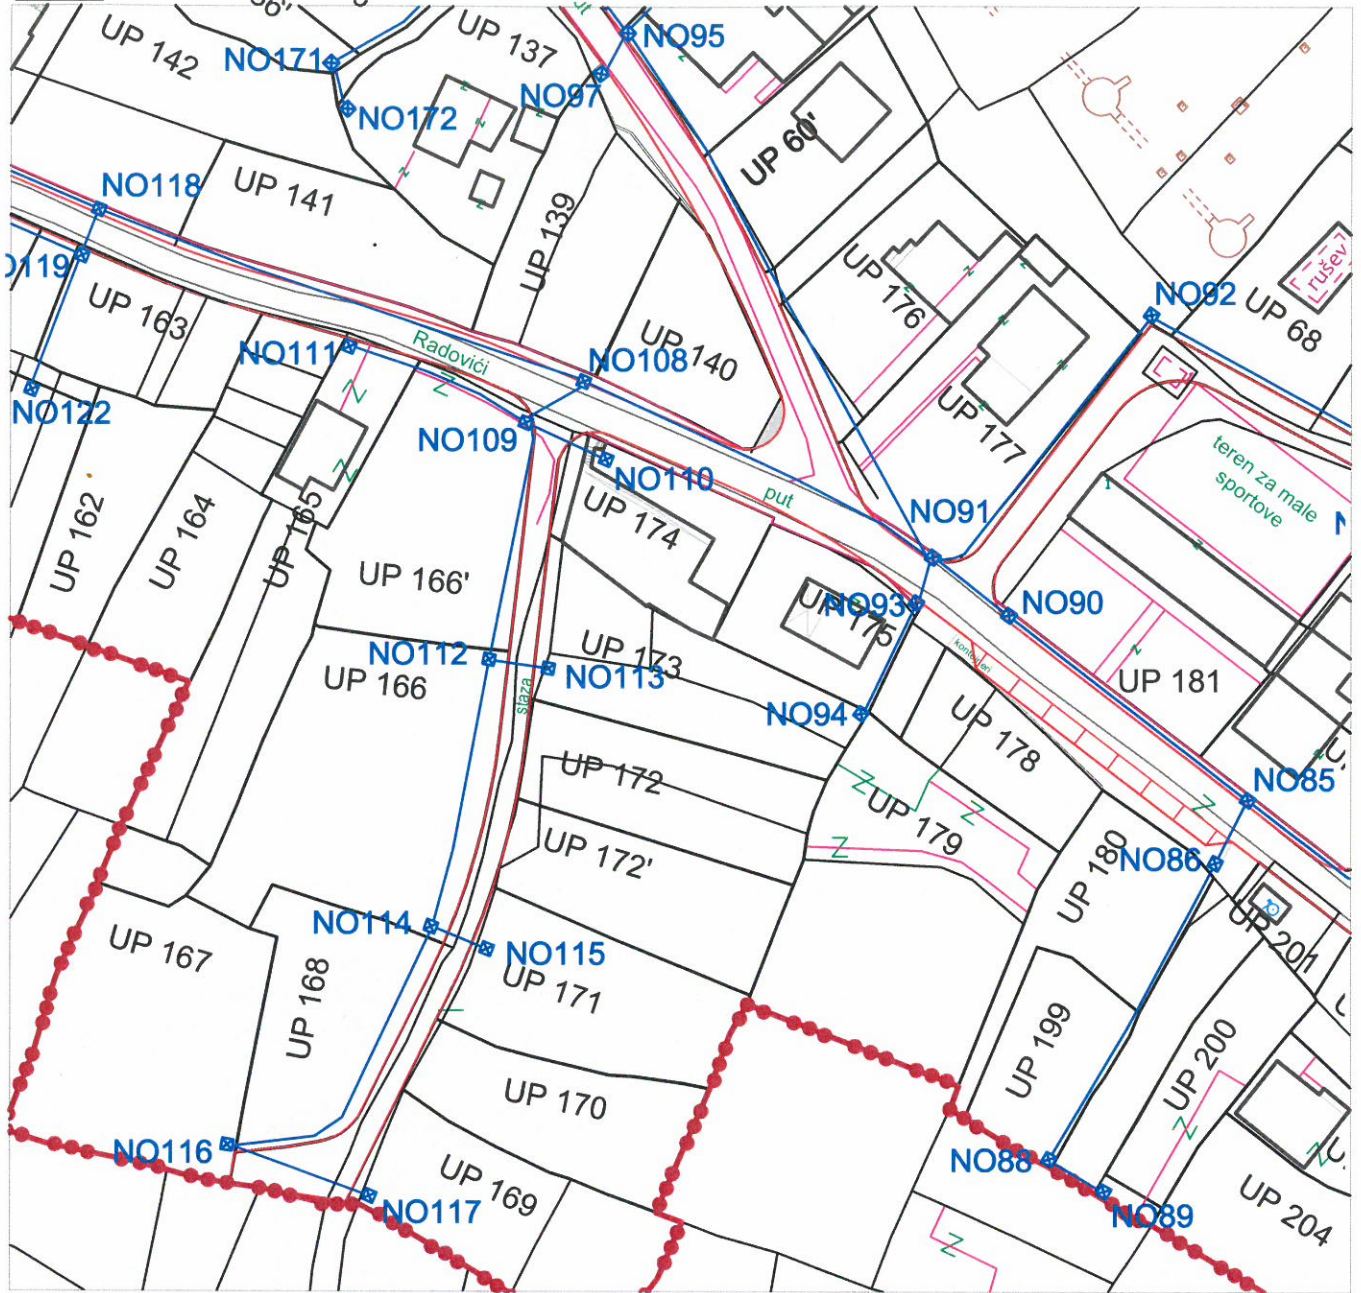 UP 142
NO171
NO172
UP 137
NO97
NO95
UP 60'
NO118
UP 141
UP 139
UP 163
NO111
Radovići
NO108
UP 140
UP 176
NO92
UP 68
rušev
NO122
NO109
NO110
put
UP 177
teren za male
sportove
UP 162
UP 164
UP 165
UP 166'
UP 174
NO91
NO93
UP 175
NO90
kontejneri
UP 166
NO112
NO113
UP 173
staza
NO94
UP 181
UP 178
UP 172
UP 172'
UP 179
NO85
UP 180
NO86
UP 201
UP 167
UP 168
NO114
NO115
UP 171
UP 199
UP 200
UP 170
NO116
NO117
UP 169
NO88
NO89
UP 204